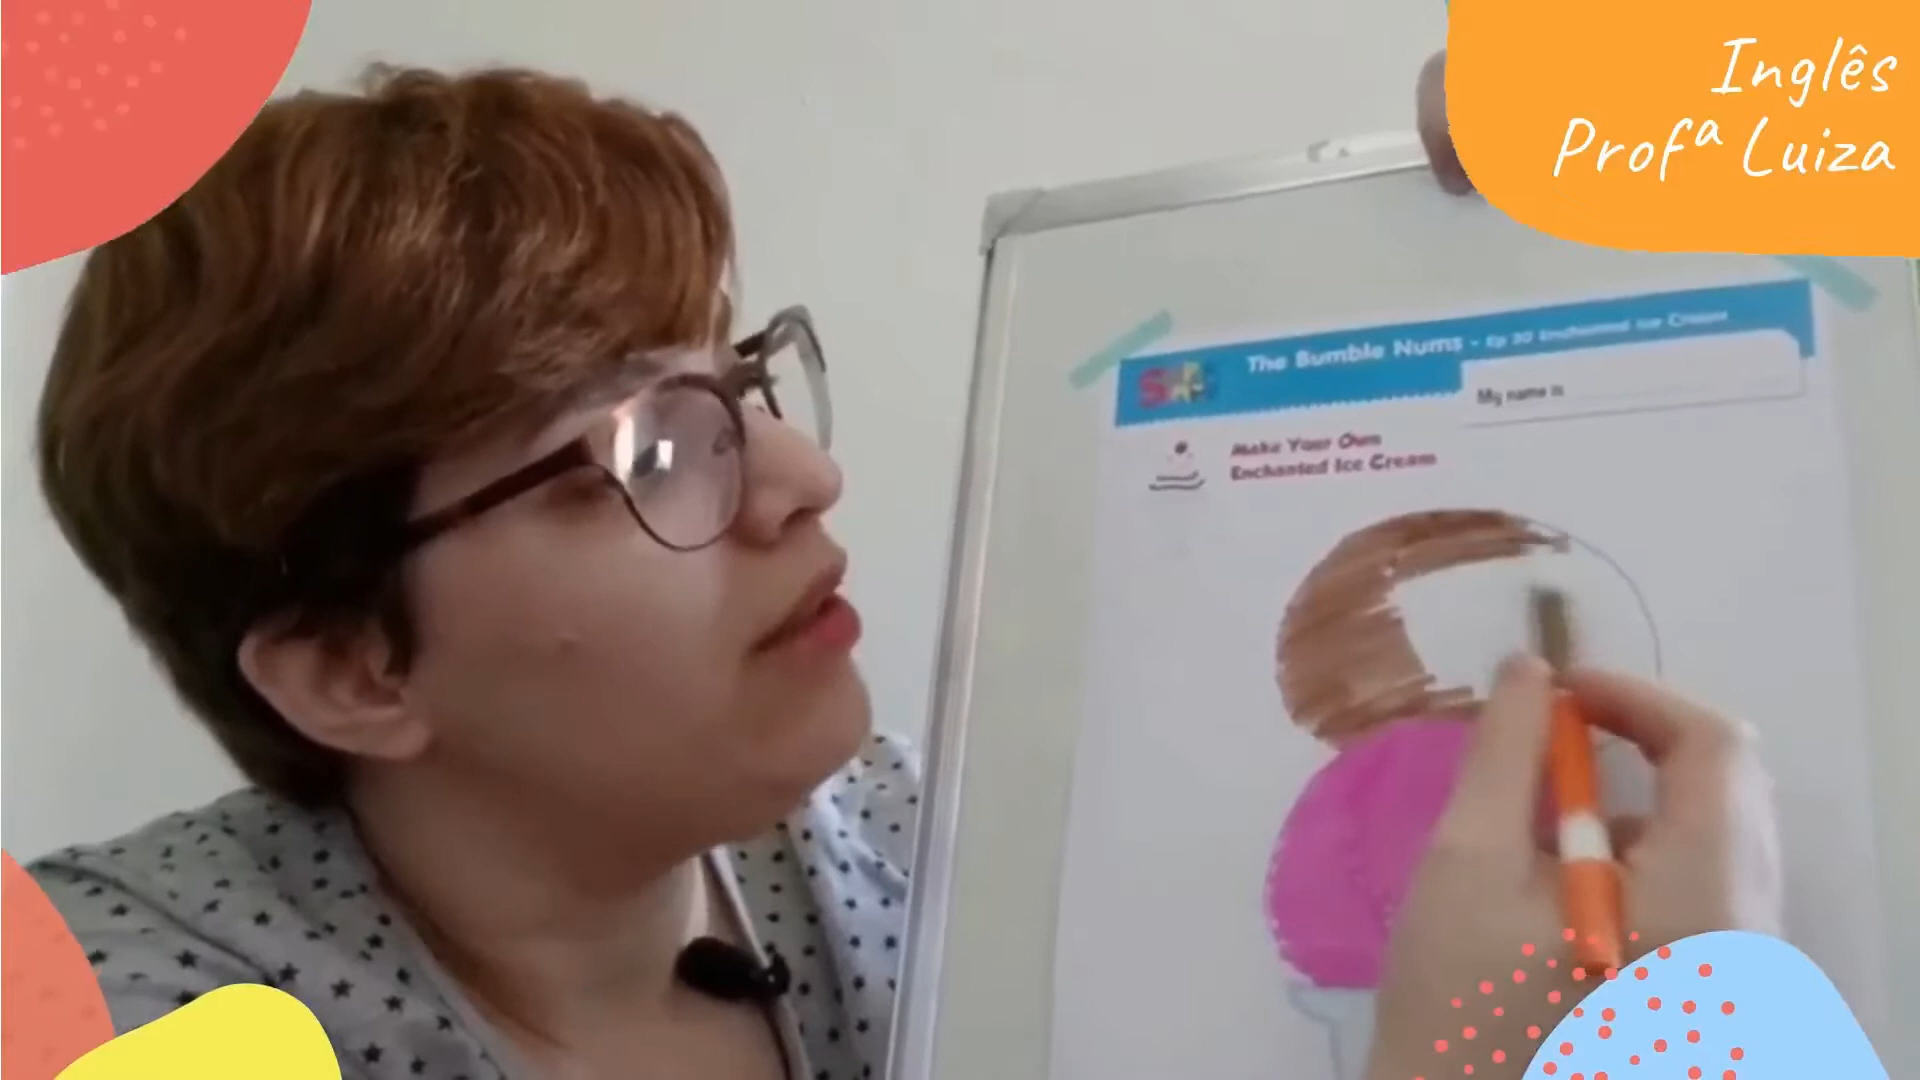 Inglês
Profª Luiza
The Bumble Nums - Ep 20 Enchanted Ice Cream
My name is
Make Your Own
Enchanted Ice Cream